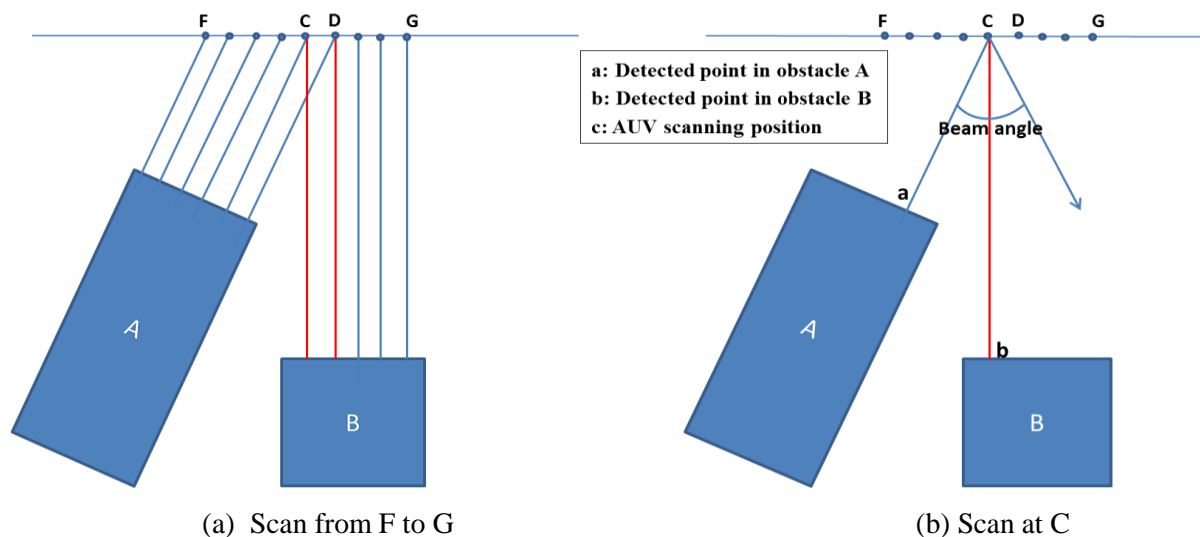 F C D G
A
B
(a) Scan from F to G
F C D G
a: Detected point in obstacle A
b: Detected point in obstacle B
c: AUV scanning position
Beam angle
a
A
b
B
(b) Scan at C